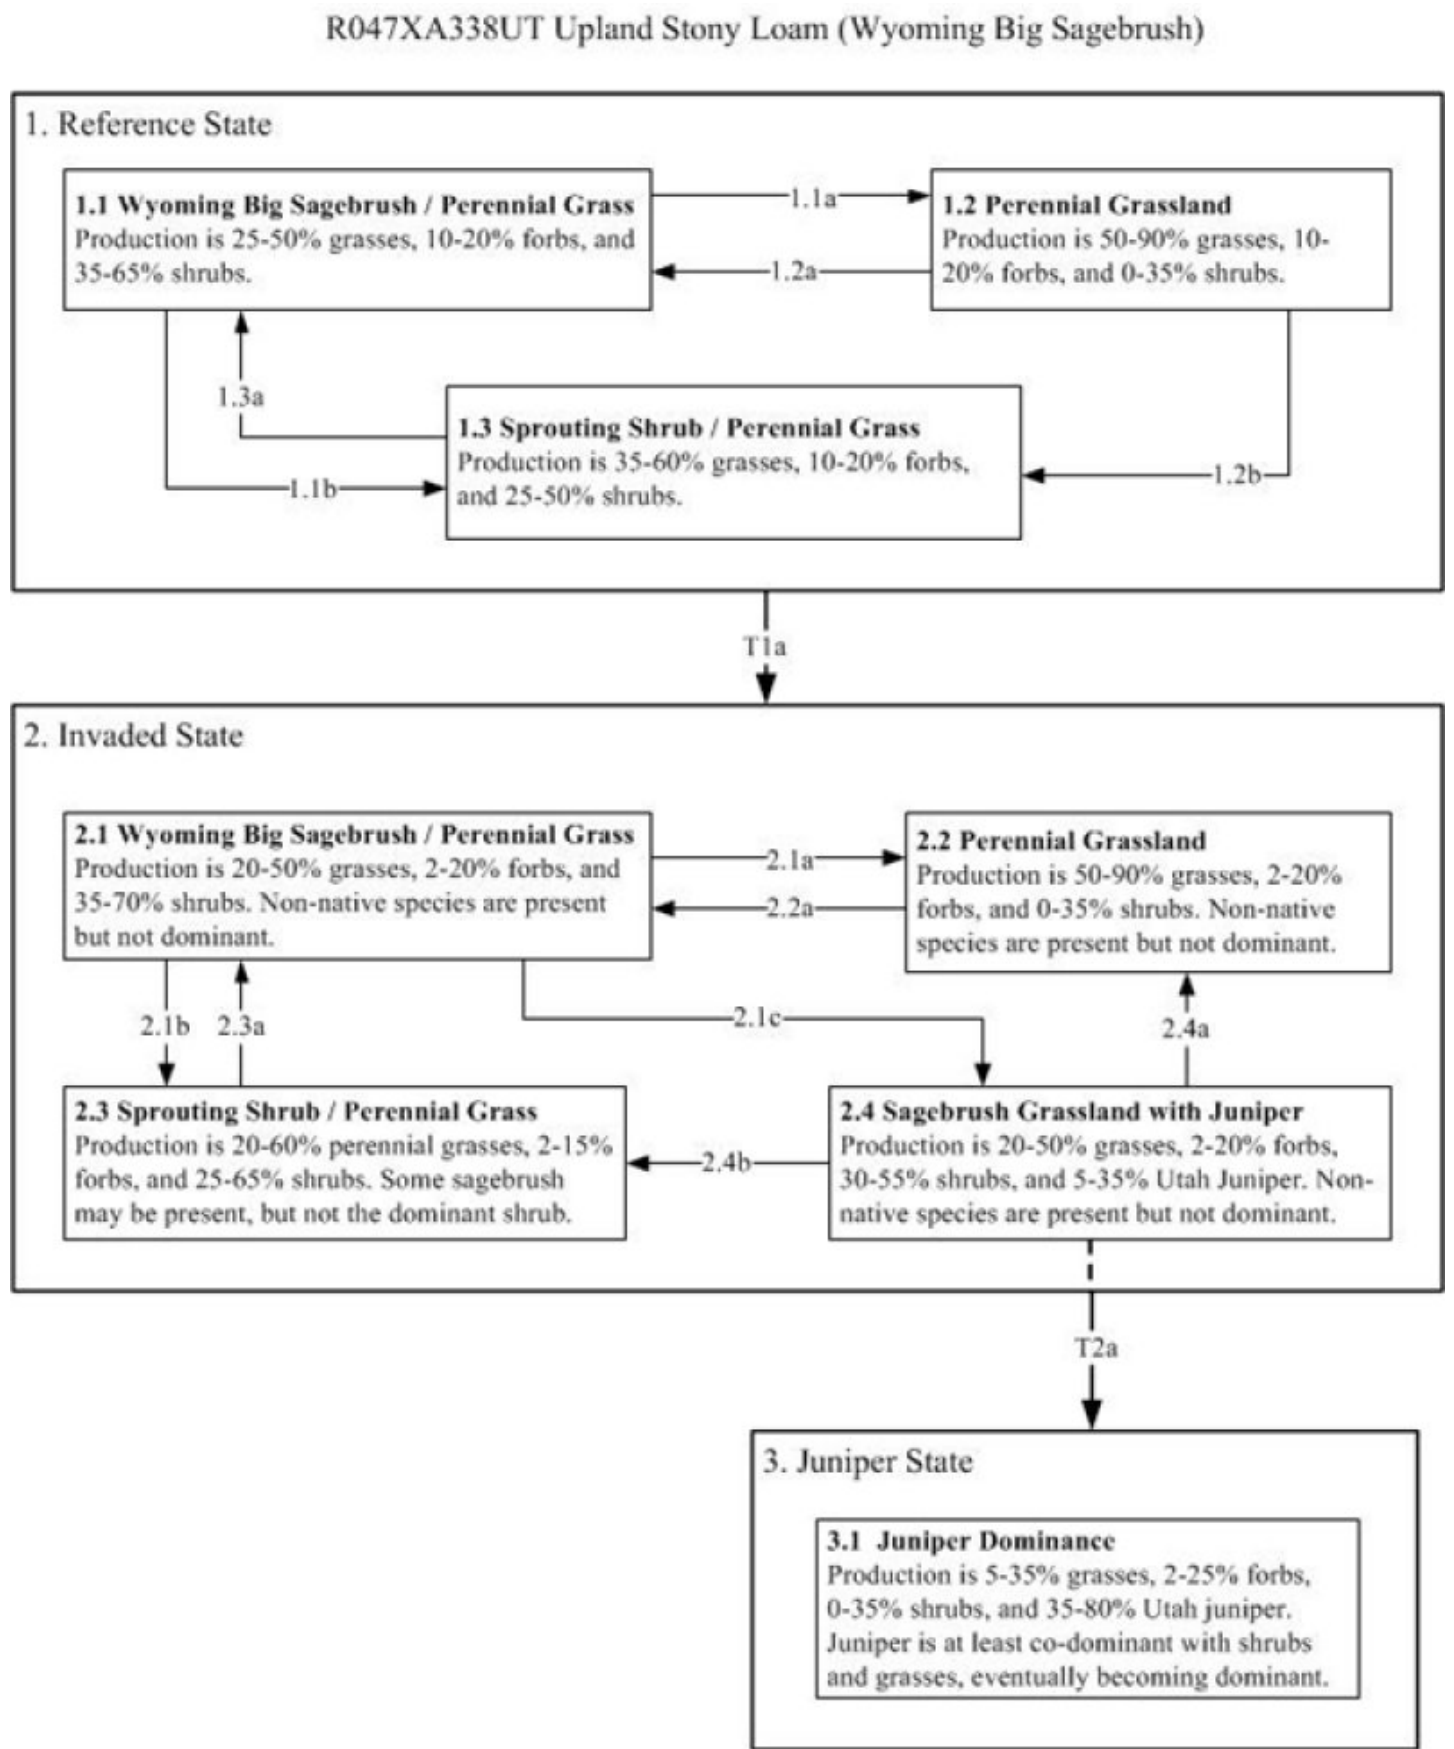 R047XA338UT Upland Stony Loam (Wyoming Big Sagebrush)
1. Reference State
1.1 Wyoming Big Sagebrush / Perennial Grass
Production is 25-50% grasses, 10-20% forbs, and
35-65% shrubs.
1.1a
1.2a
1.2 Perennial Grassland
Production is 50-90% grasses, 10-
20% forbs, and 0-35% shrubs.
1.3a
1.1b
1.3 Sprouting Shrub / Perennial Grass
Production is 35-60% grasses, 10-20% forbs,
and 25-50% shrubs.
1.2b
T1a
2. Invaded State
2.1 Wyoming Big Sagebrush / Perennial Grass
Production is 20-50% grasses, 2-20% forbs, and
35-70% shrubs. Non-native species are present
but not dominant.
2.1a
2.2a
2.2 Perennial Grassland
Production is 50-90% grasses, 2-20%
forbs, and 0-35% shrubs. Non-native
species are present but not dominant.
2.1b
2.3a
2.1c
2.4a
2.3 Sprouting Shrub / Perennial Grass
Production is 20-60% perennial grasses, 2-15%
forbs, and 25-65% shrubs. Some sagebrush
may be present, but not the dominant shrub.
2.4b
2.4 Sagebrush Grassland with Juniper
Production is 20-50% grasses, 2-20% forbs,
30-55% shrubs, and 5-35% Utah Juniper. Non-
native species are present but not dominant.
T2a
3. Juniper State
3.1 Juniper Dominance
Production is 5-35% grasses, 2-25% forbs,
0-35% shrubs, and 35-80% Utah juniper.
Juniper is at least co-dominant with shrubs
and grasses, eventually becoming dominant.